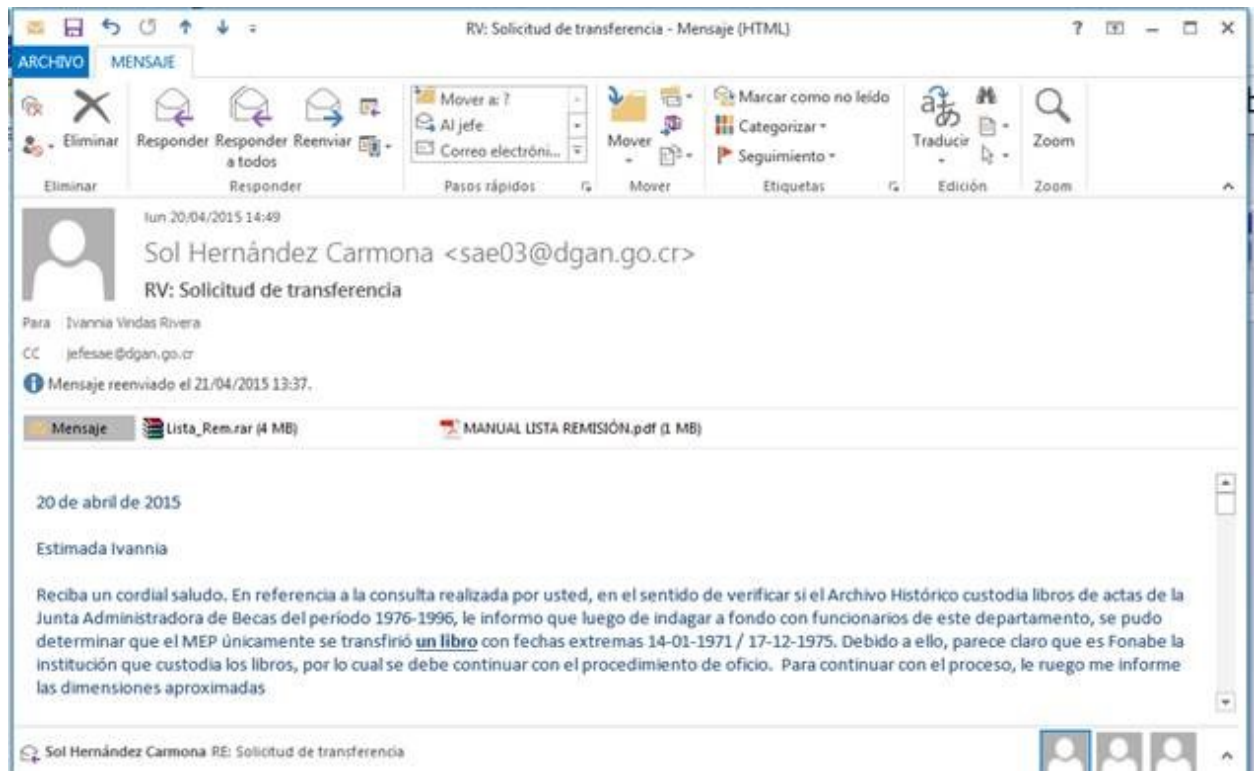 RV: Solicitud de transferencia - Mensaje (HTML)
ARCHIVO MENSAJE
Eliminar
Responder Responder a todos Reenviar
Mover a: ?
Al jefe
Correo electróni...
Mover
Marcar como no leído
Categorizar
Seguimiento
Traducir
Zoom
Eliminar Responder Pasos rápidos Mover Etiquetas Edición Zoom
lun 20/04/2015 14:49
Sol Hernández Carmona <sae03@dgan.go.cr>
RV: Solicitud de transferencia
Para Ivannia Vindas Rivera
CC jefesae@dgan.go.cr
Mensaje reenviado el 21/04/2015 13:37.
Mensaje Lista_Rem.rar (4 MB) MANUAL LISTA REMISIÓN.pdf (1 MB)
20 de abril de 2015
Estimada Ivannia
Reciba un cordial saludo. En referencia a la consulta realizada por usted, en el sentido de verificar si el Archivo Histórico custodia libros de actas de la
Junta Administradora de Becas del período 1976-1996, le informo que luego de indagar a fondo con funcionarios de este departamento, se pudo
determinar que el MEP únicamente se transfirió un libro con fechas extremas 14-01-1971 / 17-12-1975. Debido a ello, parece claro que es Fonabe la
institución que custodia los libros, por lo cual se debe continuar con el procedimiento de oficio. Para continuar con el proceso, le ruego me informe
las dimensiones aproximadas
Sol Hernández Carmona RE: Solicitud de transferencia